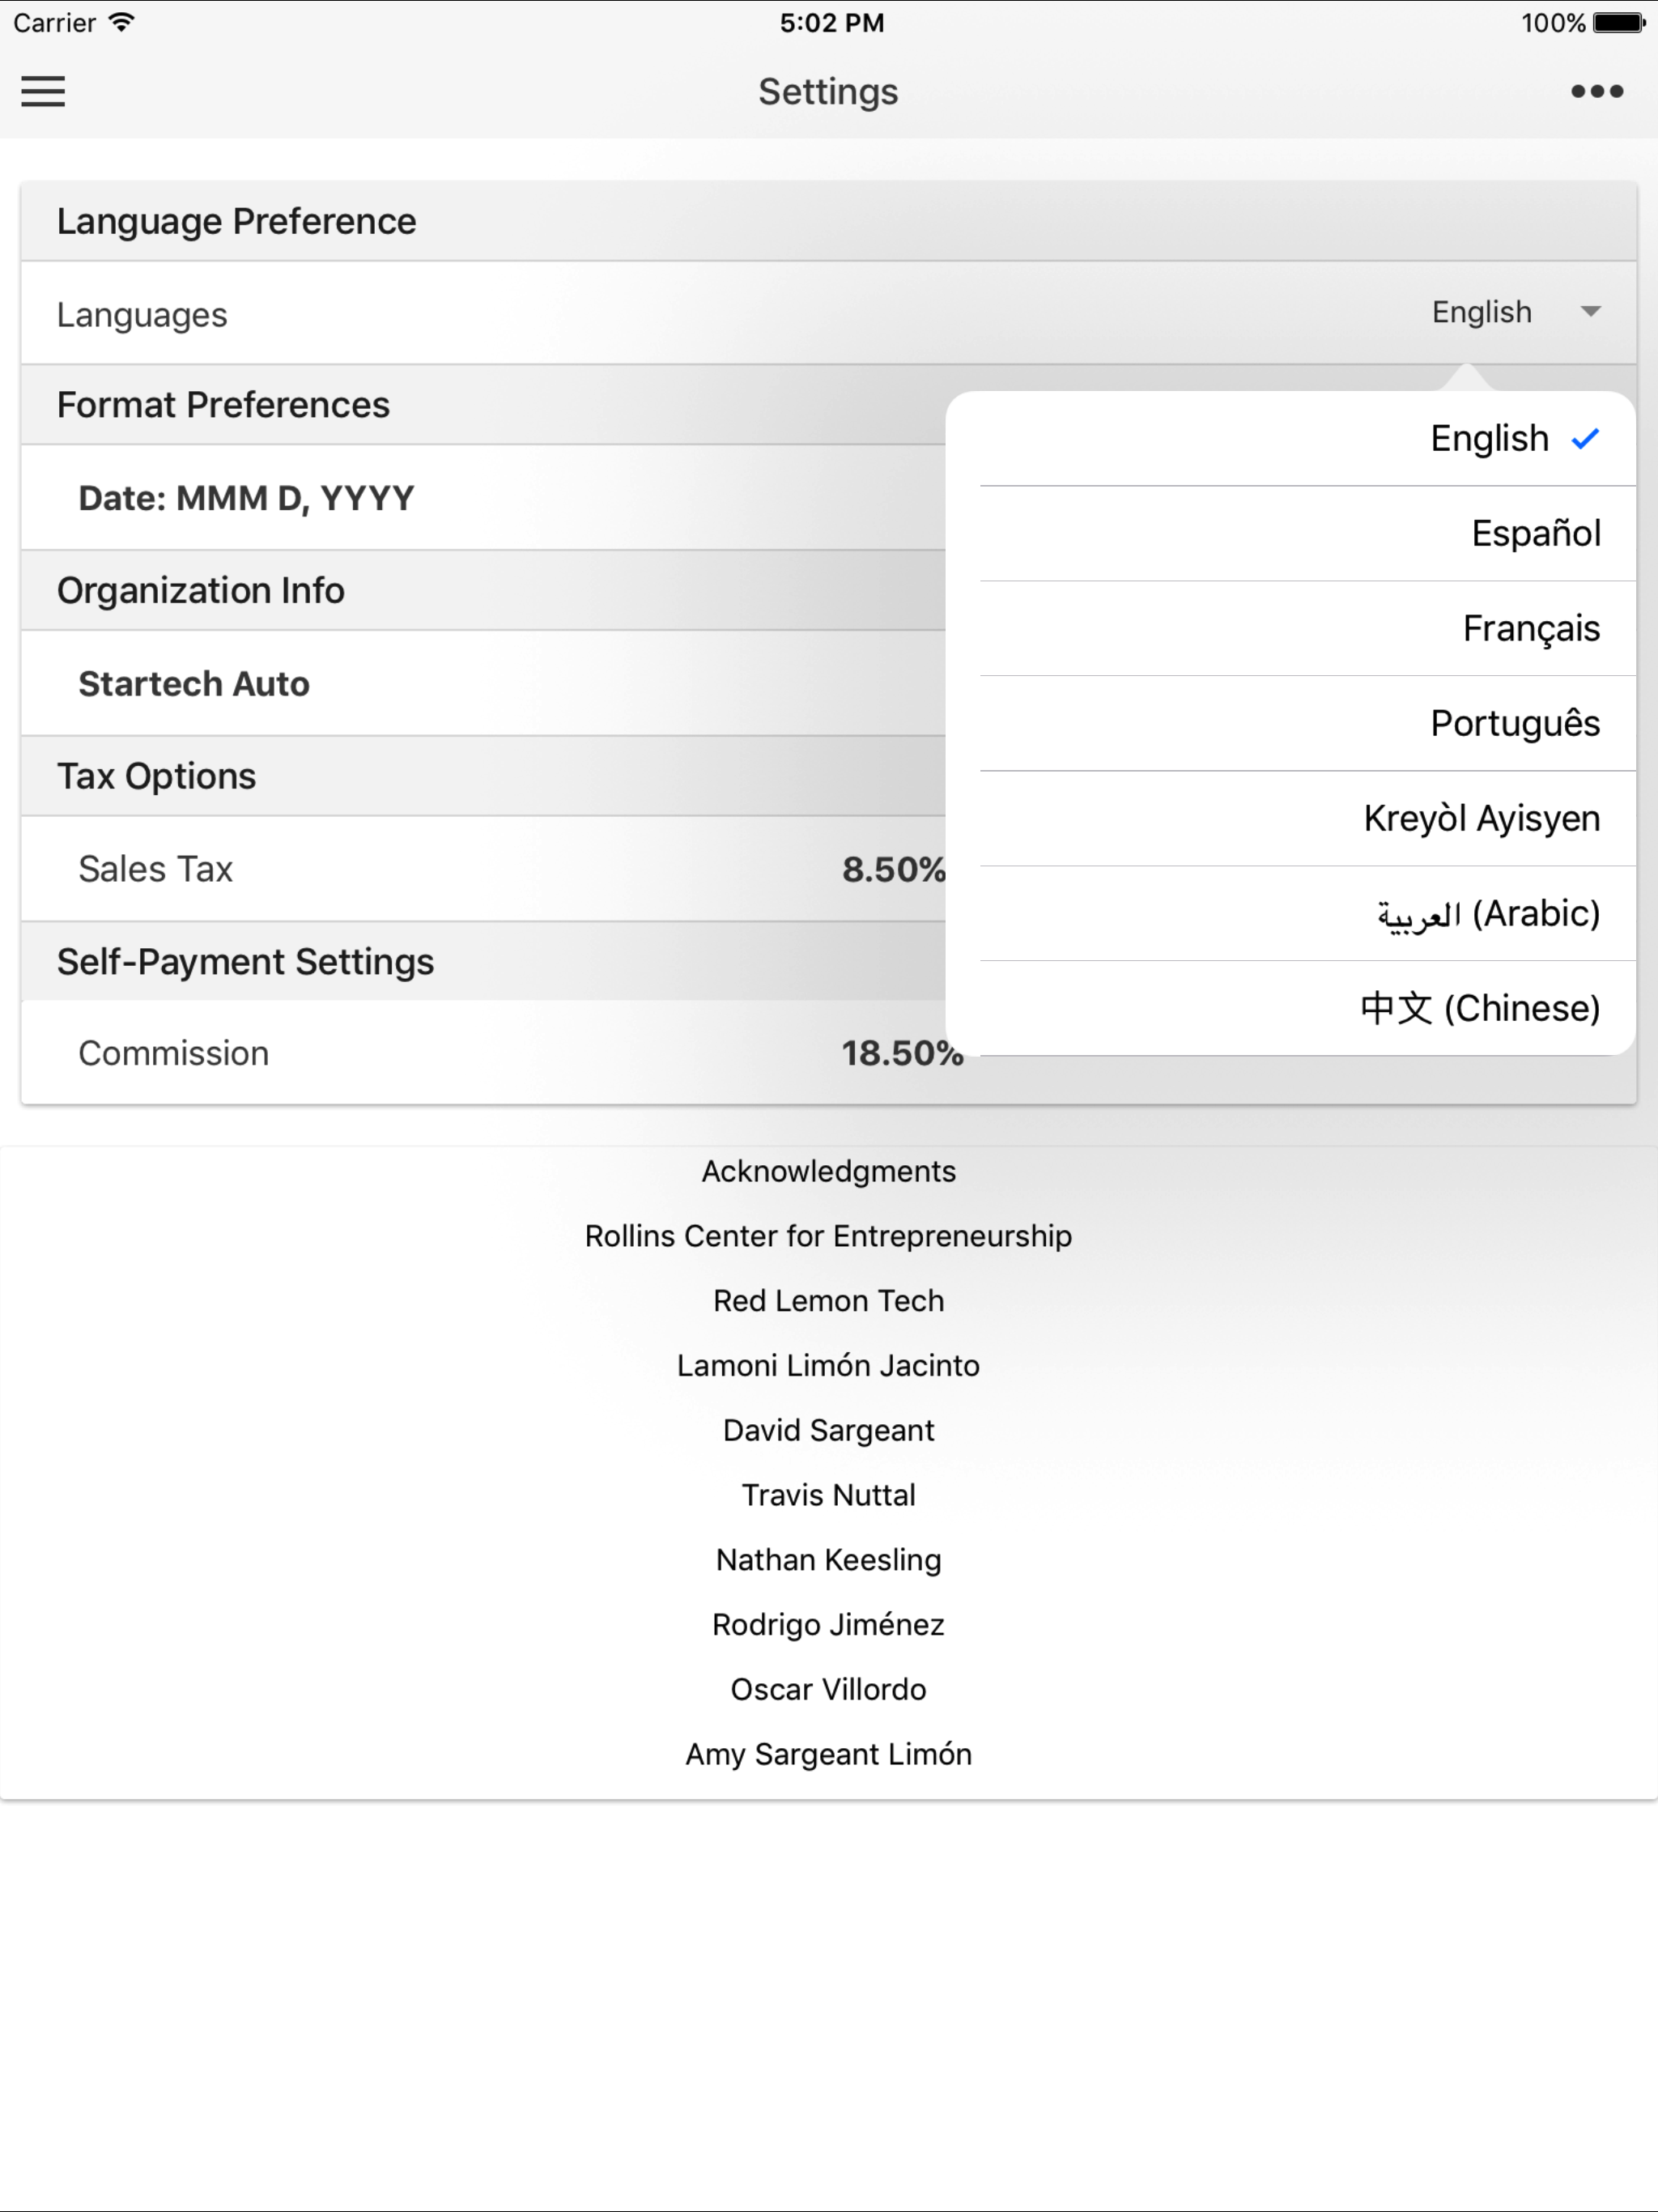 Carrier 5:02 PM 100%
Settings
Language Preference
Languages English
Format Preferences
English
Date: MMM D, YYYY
Español
Organization Info
Français
Startech Auto
Português
Tax Options
Kreyòl Ayisyen
Sales Tax 8.50%
العربية (Arabic)
Self-Payment Settings
中文 (Chinese)
Commission 18.50%
Acknowledgments
Rollins Center for Entrepreneurship
Red Lemon Tech
Lamoni Limón Jacinto
David Sargeant
Travis Nuttal
Nathan Keesling
Rodrigo Jiménez
Oscar Villordo
Amy Sargeant Limón